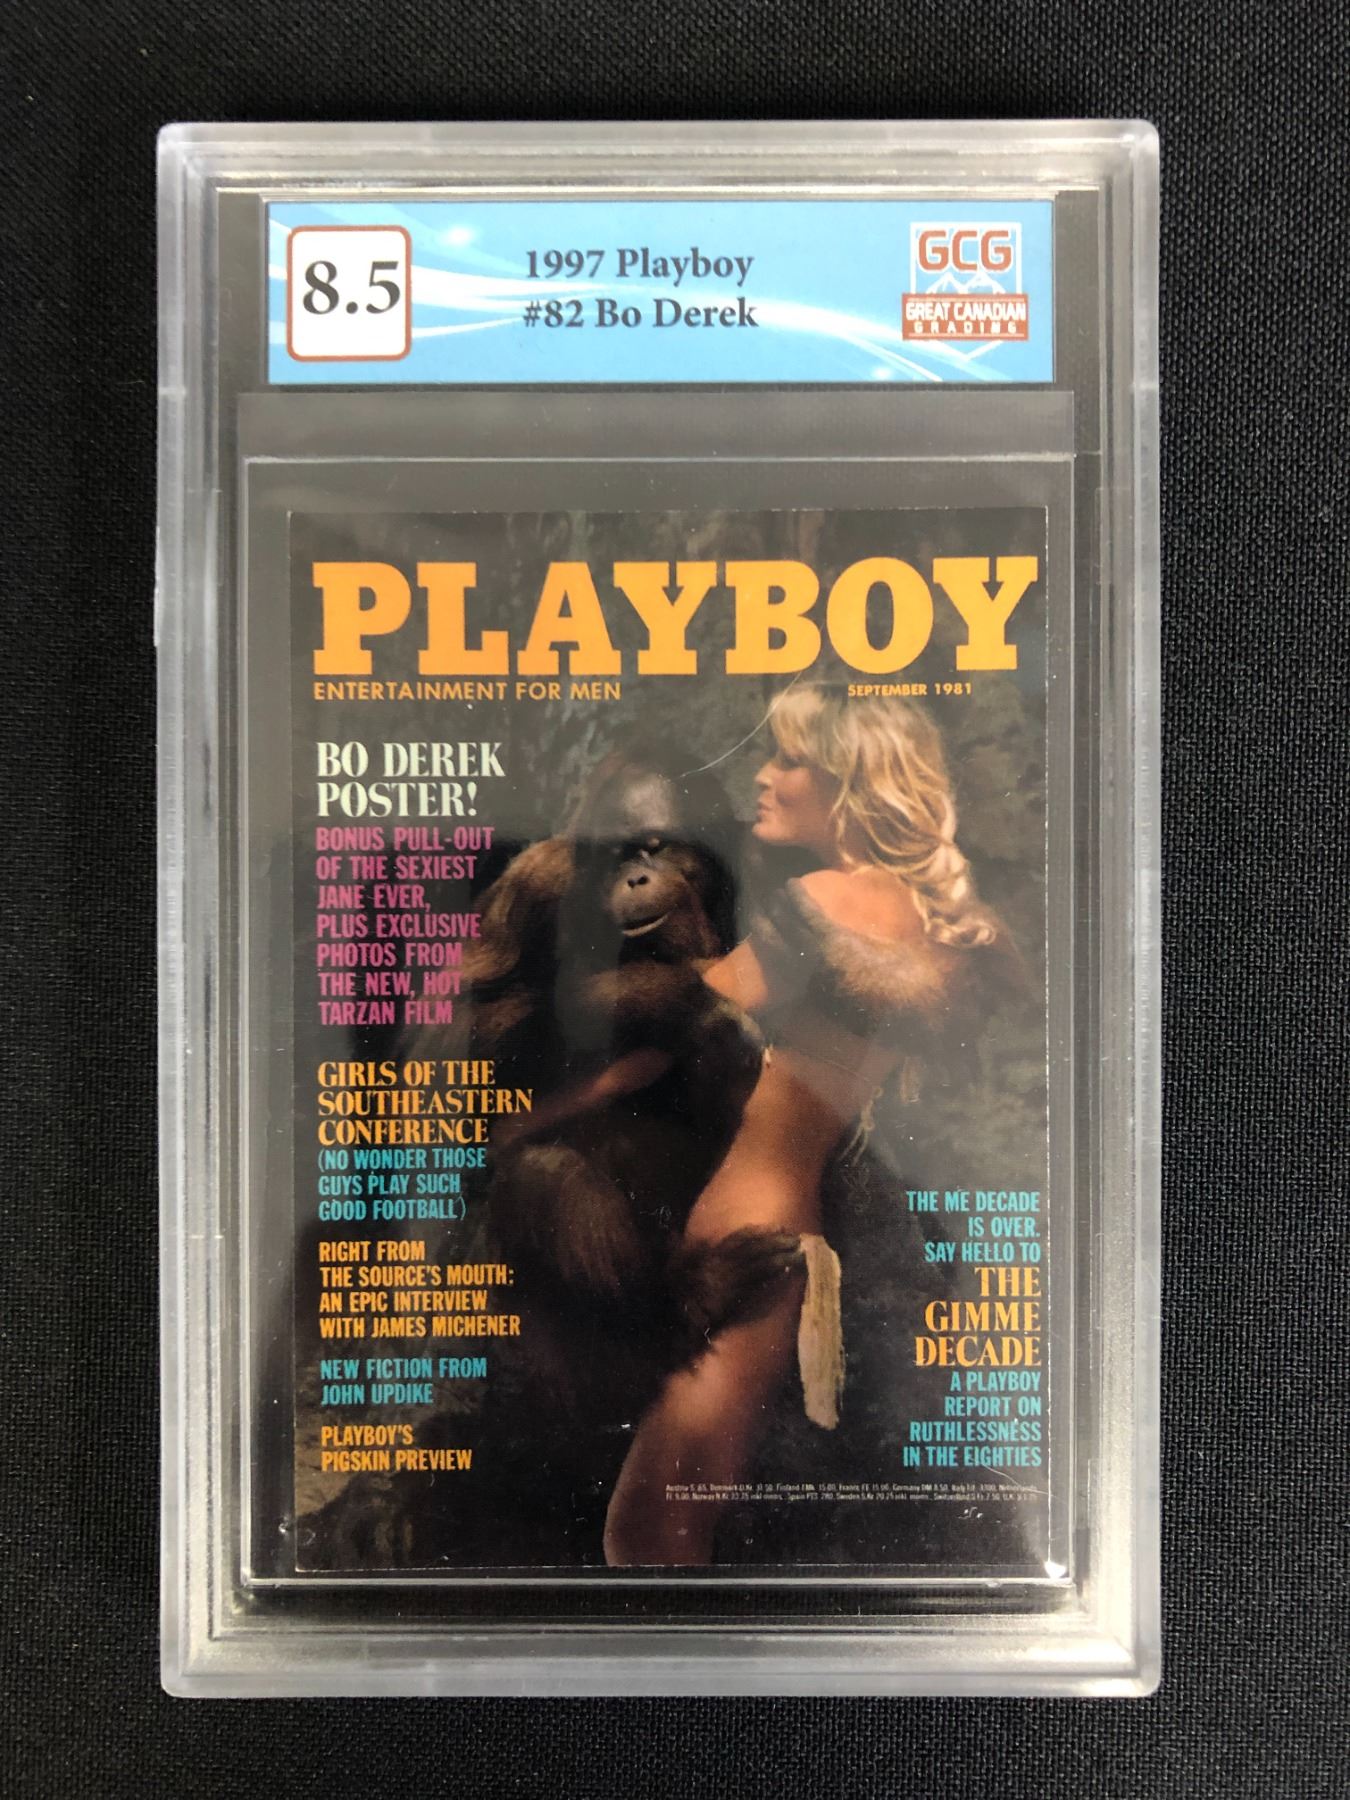 8.5
1997 Playboy
#82 Bo Derek
GCG
GREAT CANADIAN
GRADING
PLAYBOY
ENTERTAINMENT FOR MEN
SEPTEMBER 1981
BO DEREK
POSTER!
BONUS PULL-OUT
OF THE SEXIEST
JANE EVER,
PLUS EXCLUSIVE
PHOTOS FROM
THE NEW, HOT
TARZAN FILM
GIRLS OF THE
SOUTHEASTERN
CONFERENCE
(NO WONDER THOSE
GUYS PLAY SUCH
GOOD FOOTBALL)
RIGHT FROM
THE SOURCE'S MOUTH:
AN EPIC INTERVIEW
WITH JAMES MICHENER
NEW FICTION FROM
JOHN UPDIKE
PLAYBOY'S
PIGSKIN PREVIEW
THE ME DECADE
IS OVER.
SAY HELLO TO
THE
GIMME
DECADE
A PLAYBOY
REPORT ON
RUTHLESSNESS
IN THE EIGHTIES